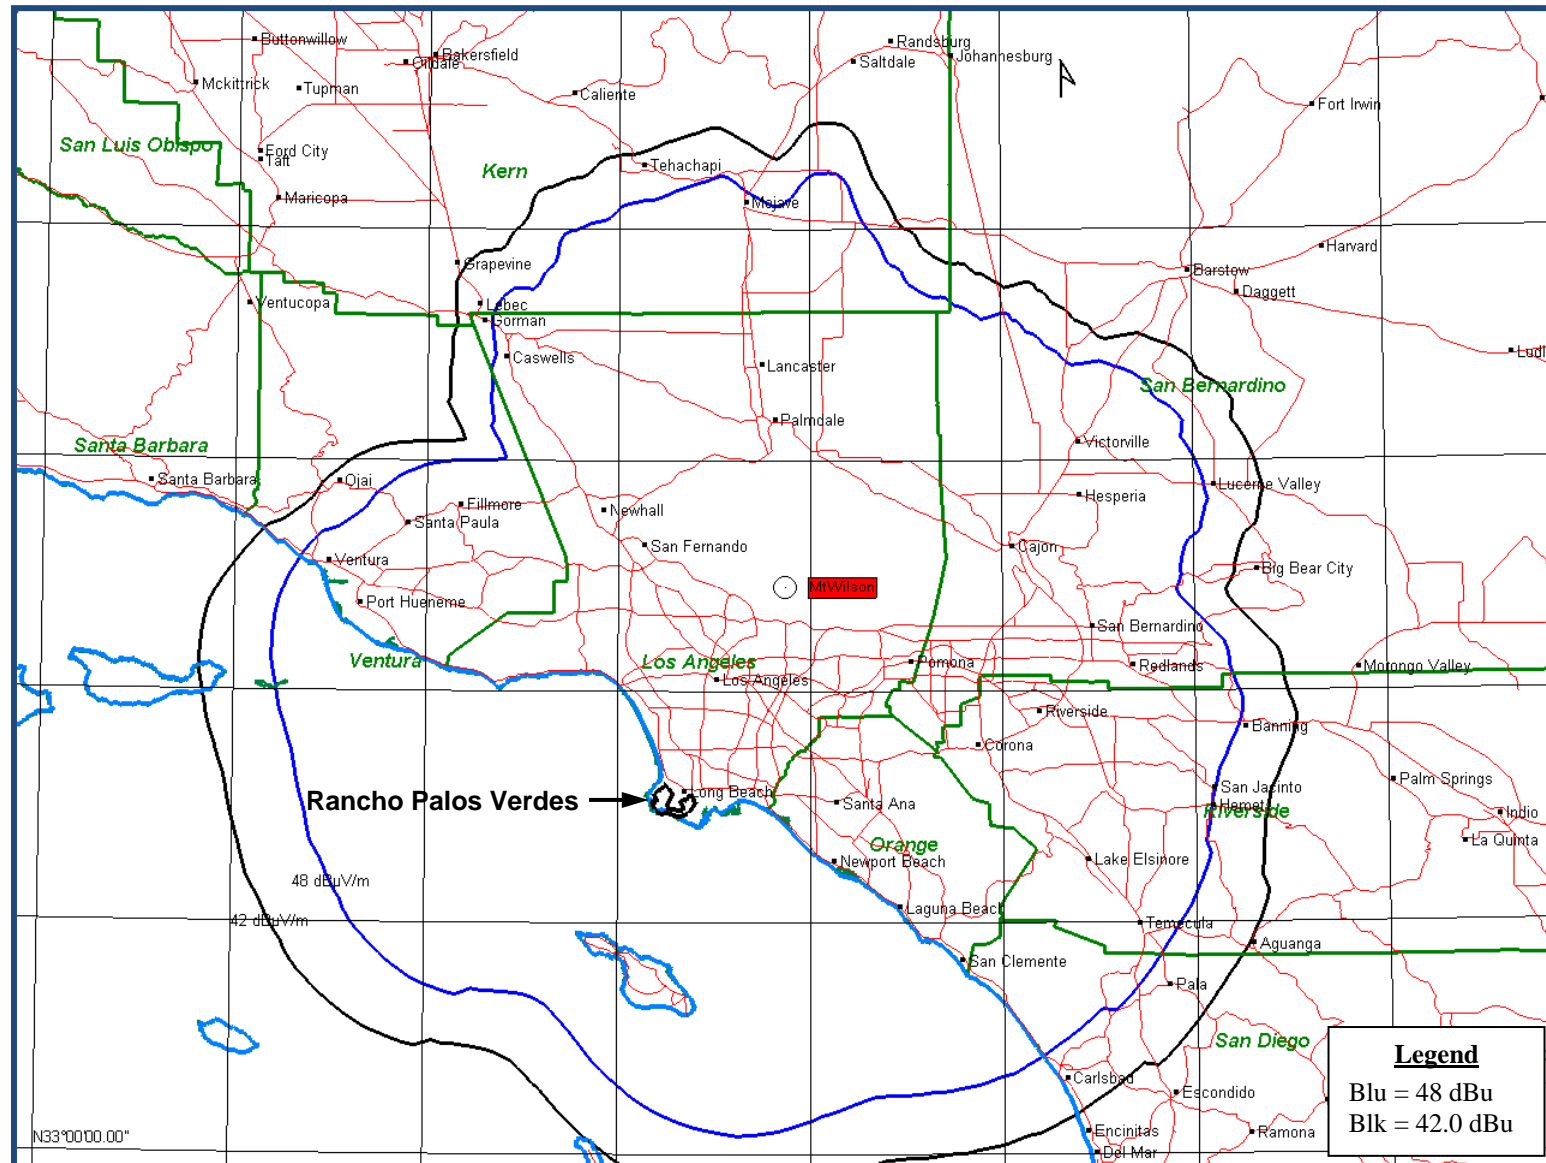 Buttonwillow
Bakersfield
Oildale
Randsburg
Saltdale
Johannesburg
Mckittrick
Tupman
Caliente
Fort Irwin
San Luis Obispo
Ford City
Taft
Kern
Tehachapi
Maricopa
Mojave
Harvard
Grapevine
Barstow
Daggett
Ventucopa
Lebec
Gorman
Caswells
Lancaster
Ludl
San Bernardino
Palmdale
Santa Barbara
Victorville
Santa Barbara
Ojai
Lucerne Valley
Hesperia
Fillmore
Newhall
Santa Paula
San Fernando
Cajon
Ventura
Big Bear City
MtWilson
Port Hueneme
San Bernardino
Ventura
Los Angeles
Pomona
Redlands
Morongo Valley
Los Angeles
Riverside
Banning
Corona
Palm Springs
San Jacinto
Long Beach
Rancho Palos Verdes
Santa Ana
Hemet
Riverside
Indio
La Quinta
Orange
Newport Beach
Lake Elsinore
48 dBuV/m
Laguna Beach
42 dBuV/m
Temecula
Aguanga
San Clemente
Pala
San Diego
Legend
Carlsbad
Escondido
Blu = 48 dBu
Blk = 42.0 dBu
N33°00'00.00"
Encinitas
Ramona
Del Mar